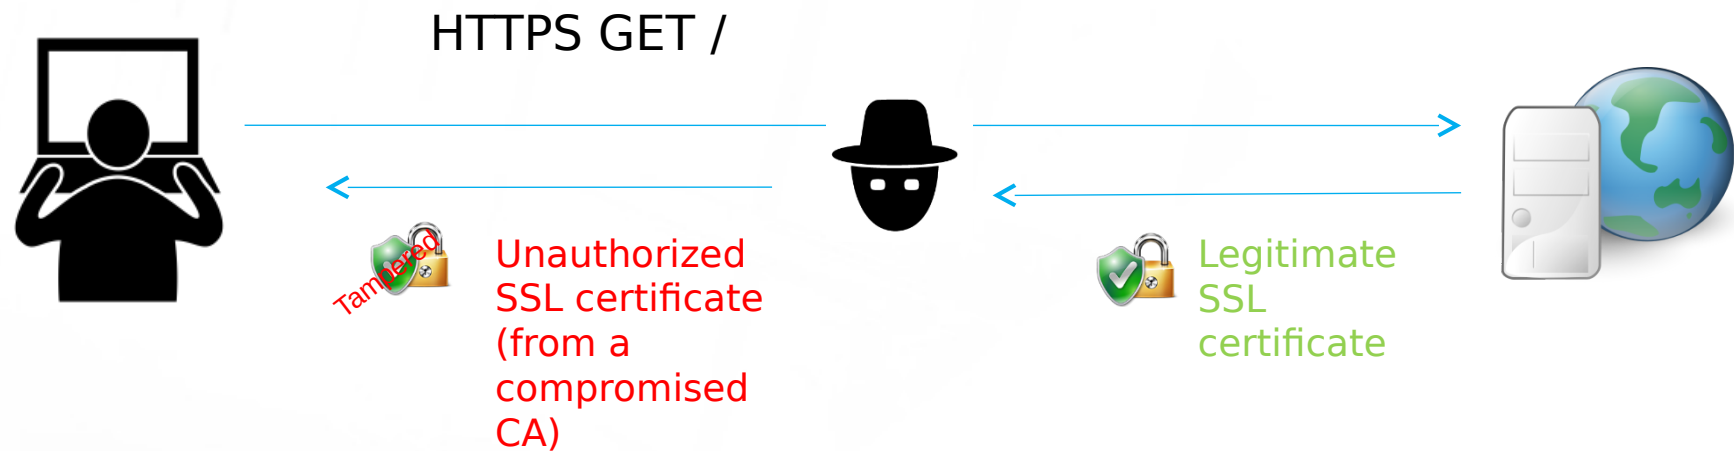 HTTPS GET /
Tampered
Unauthorized
SSL certificate
(from a
compromised
CA)
Legitimate
SSL
certificate